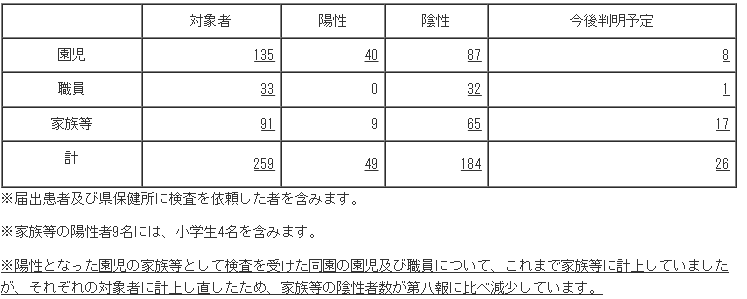 対象者 陽性 陰性 今後判明予定
園児 135 40 87 8
職員 33 0 32 1
家族等 91 9 65 17
計 259 49 184 26
※届出患者及び県保健所に検査を依頼した者を含みます。
※家族等の陽性者9名には、小学生4名を含みます。
※陽性となった園児の家族等として検査を受けた同園の園児及び職員について、これまで家族等に計上していました
が、それぞれの対象者に計上し直したため、家族等の陰性者数が第八報に比べ減少しています。